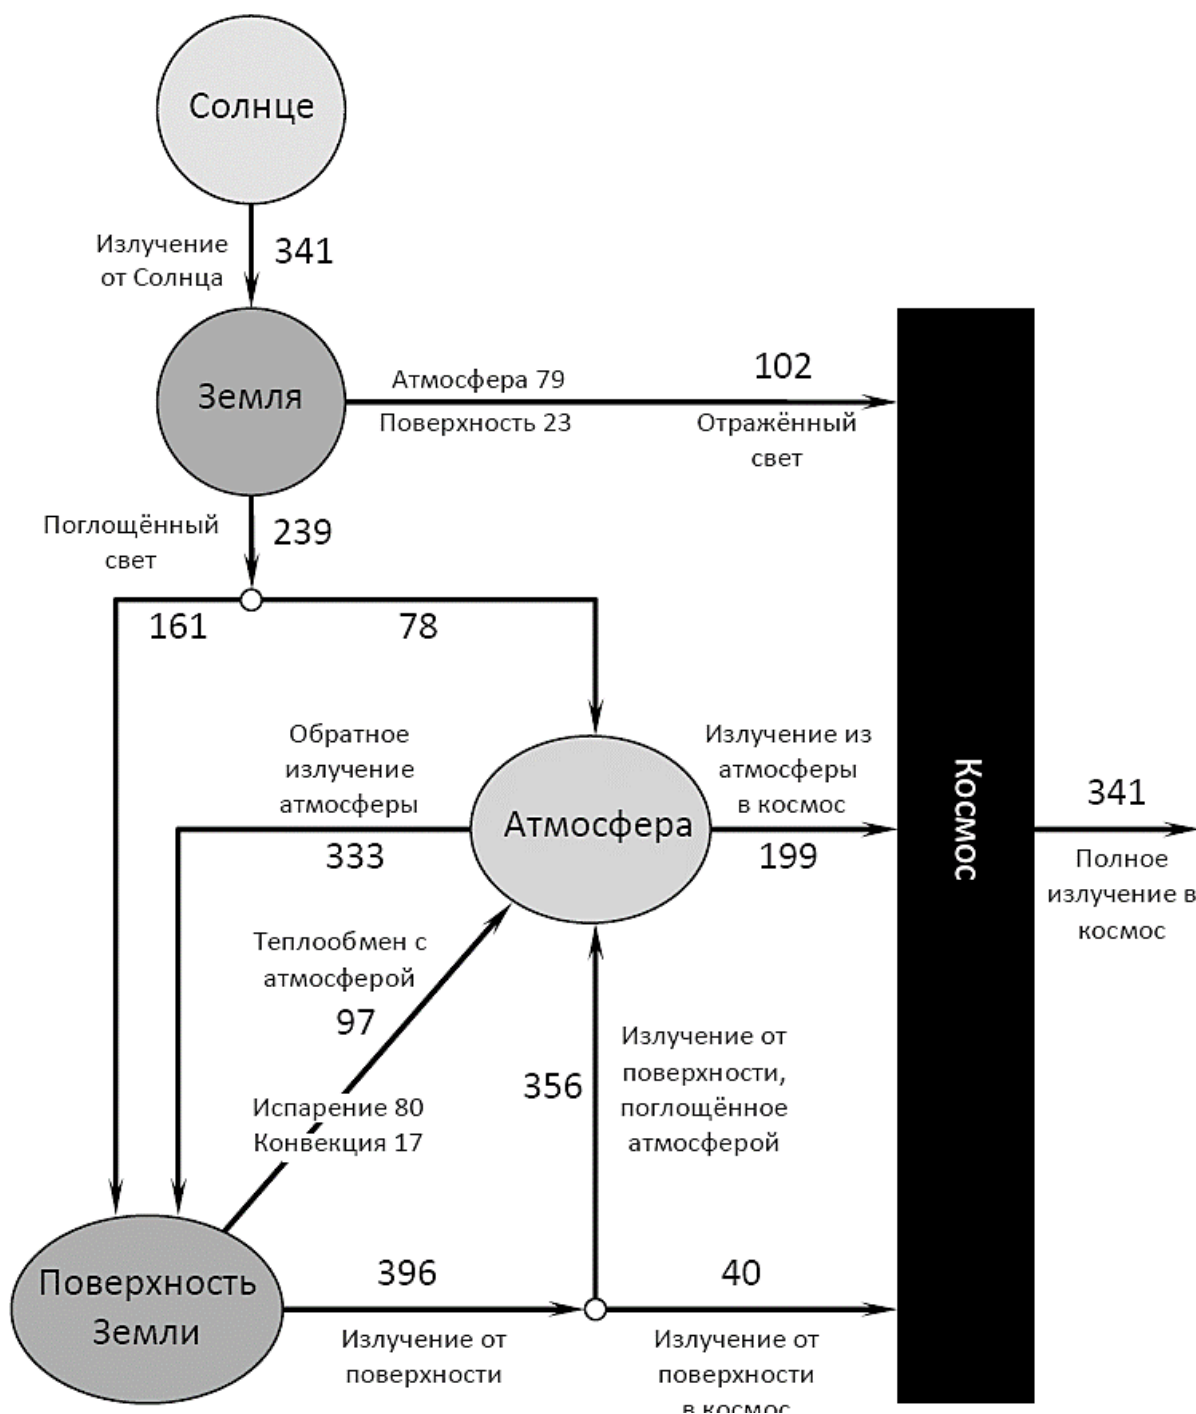 Солнце
Излучение
от Солнца
341
Земля
Атмосфера 79
Поверхность 23
102
Отражённый
свет
Поглощённый
свет
239
161
78
Обратное
излучение
атмосферы
333
Атмосфера
Излучение из
атмосферы
в космос
199
Космос
341
Полное
излучение в
космос
Теплообмен с
атмосферой
97
Испарение 80
Конвекция 17
356
Излучение от
поверхности,
поглощённое
атмосферой
Поверхность
Земли
396
Излучение от
поверхности
40
Излучение от
поверхности
в космос